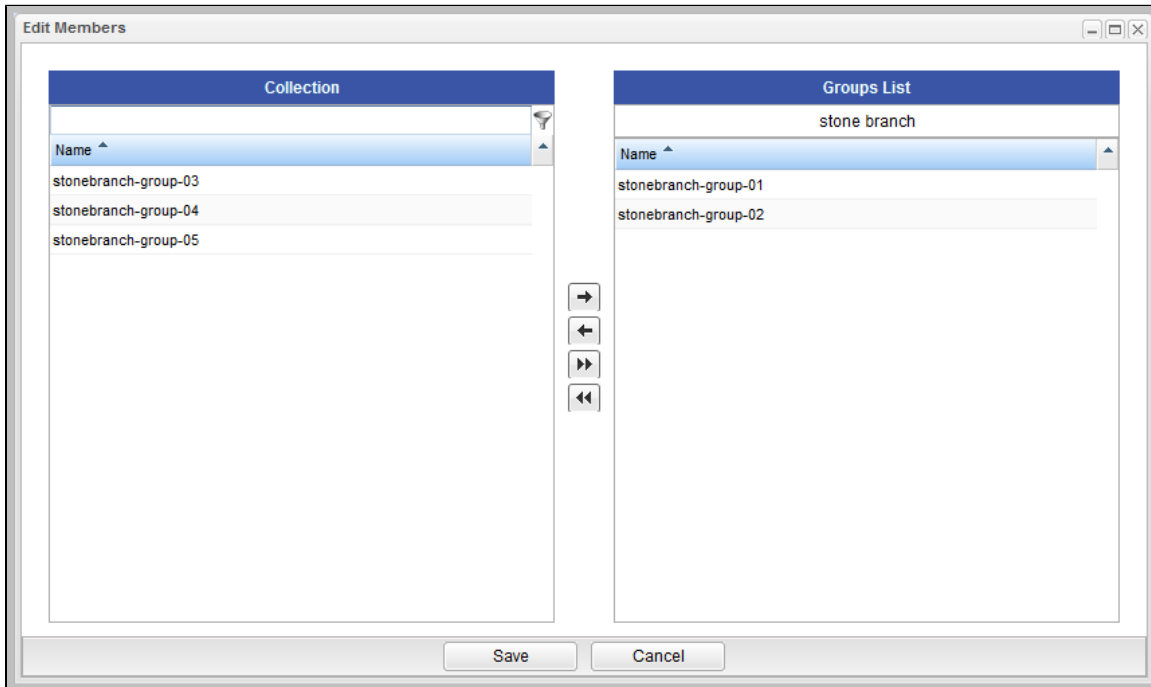 Edit Members
Collection
Name
stonebranch-group-03
stonebranch-group-04
stonebranch-group-05
Groups List
stone branch
Name
stonebranch-group-01
stonebranch-group-02
Save
Cancel